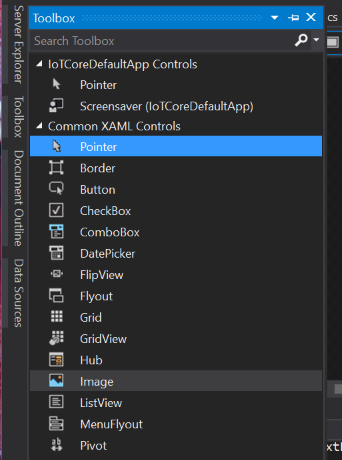 Toolbox
Search Toolbox
IoTCoreDefaultApp Controls
Pointer
Screensaver (IoTCoreDefaultApp)
Common XAML Controls
Pointer
Border
Button
CheckBox
ComboBox
DatePicker
FlipView
Flyout
Grid
GridView
Hub
Image
ListView
MenuFlyout
Pivot
Server Explorer
Toolbox
Document Outline
Data Sources
cs